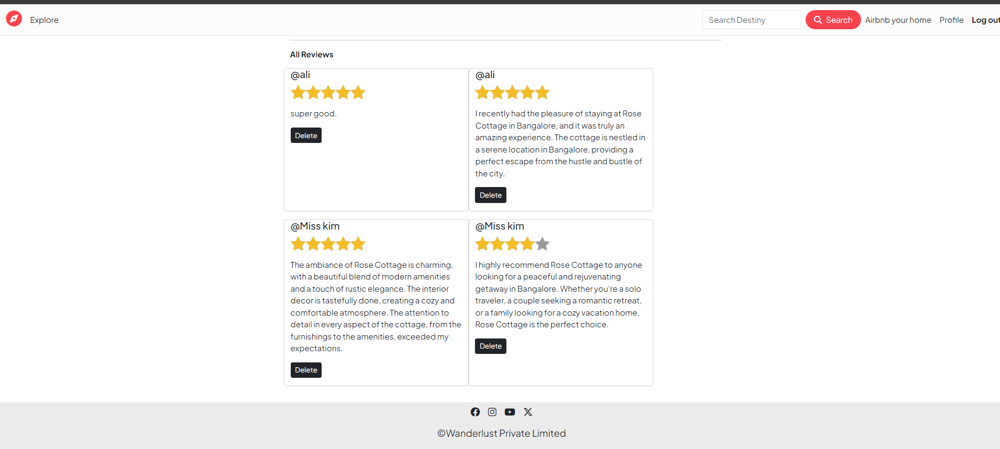 Explore
Search Destiny
Search
Airbnb your home
Profile
Log out
All Reviews
@ali
super good.
Delete
@ali
I recently had the pleasure of staying at Rose
Cottage in Bangalore, and it was truly an
amazing experience. The cottage is nestled in
a serene location in Bangalore, providing a
perfect escape from the hustle and bustle of
the city.
Delete
@Miss kim
The ambiance of Rose Cottage is charming,
with a beautiful blend of modern amenities
and a touch of rustic elegance. The interior
decor is tastefully done, creating a cozy and
comfortable atmosphere. The attention to
detail in every aspect of the cottage, from the
furnishings to the amenities, exceeded my
expectations.
Delete
@Miss kim
I highly recommend Rose Cottage to anyone
looking for a peaceful and rejuvenating
getaway in Bangalore. Whether you're a solo
traveler, a couple seeking a romantic retreat,
or a family looking for a cozy vacation home,
Rose Cottage is the perfect choice.
Delete
©Wanderlust Private Limited